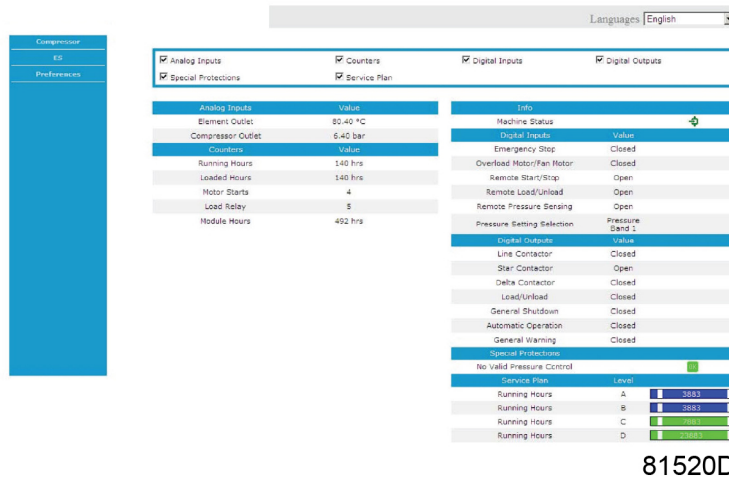 Languages English
Compressor
ES
Preferences
Analog Inputs Counters Digital Inputs Digital Outputs
Special Protections Service Plan
Analog Inputs Value
Element Outlet 80.40 °C
Compressor Outlet 6.40 bar
Counters Value
Running Hours 140 hrs
Loaded Hours 140 hrs
Motor Starts 4
Load Relay 5
Module Hours 492 hrs
Info
Machine Status
Digital Inputs Value
Emergency Stop Closed
Overload Motor/Fan Motor Closed
Remote Start/Stop Open
Remote Load/Unload Open
Remote Pressure Sensing Open
Pressure Setting Selection Pressure
Band 1
Digital Outputs Value
Line Contactor Closed
Star Contactor Open
Delta Contactor Closed
Load/Unload Closed
General Shutdown Closed
Automatic Operation Closed
General Warning Closed
Special Protections
No Valid Pressure Control
Service Plan Level
Running Hours A 3883
Running Hours B 3883
Running Hours C 7883
Running Hours D 23883
81520D